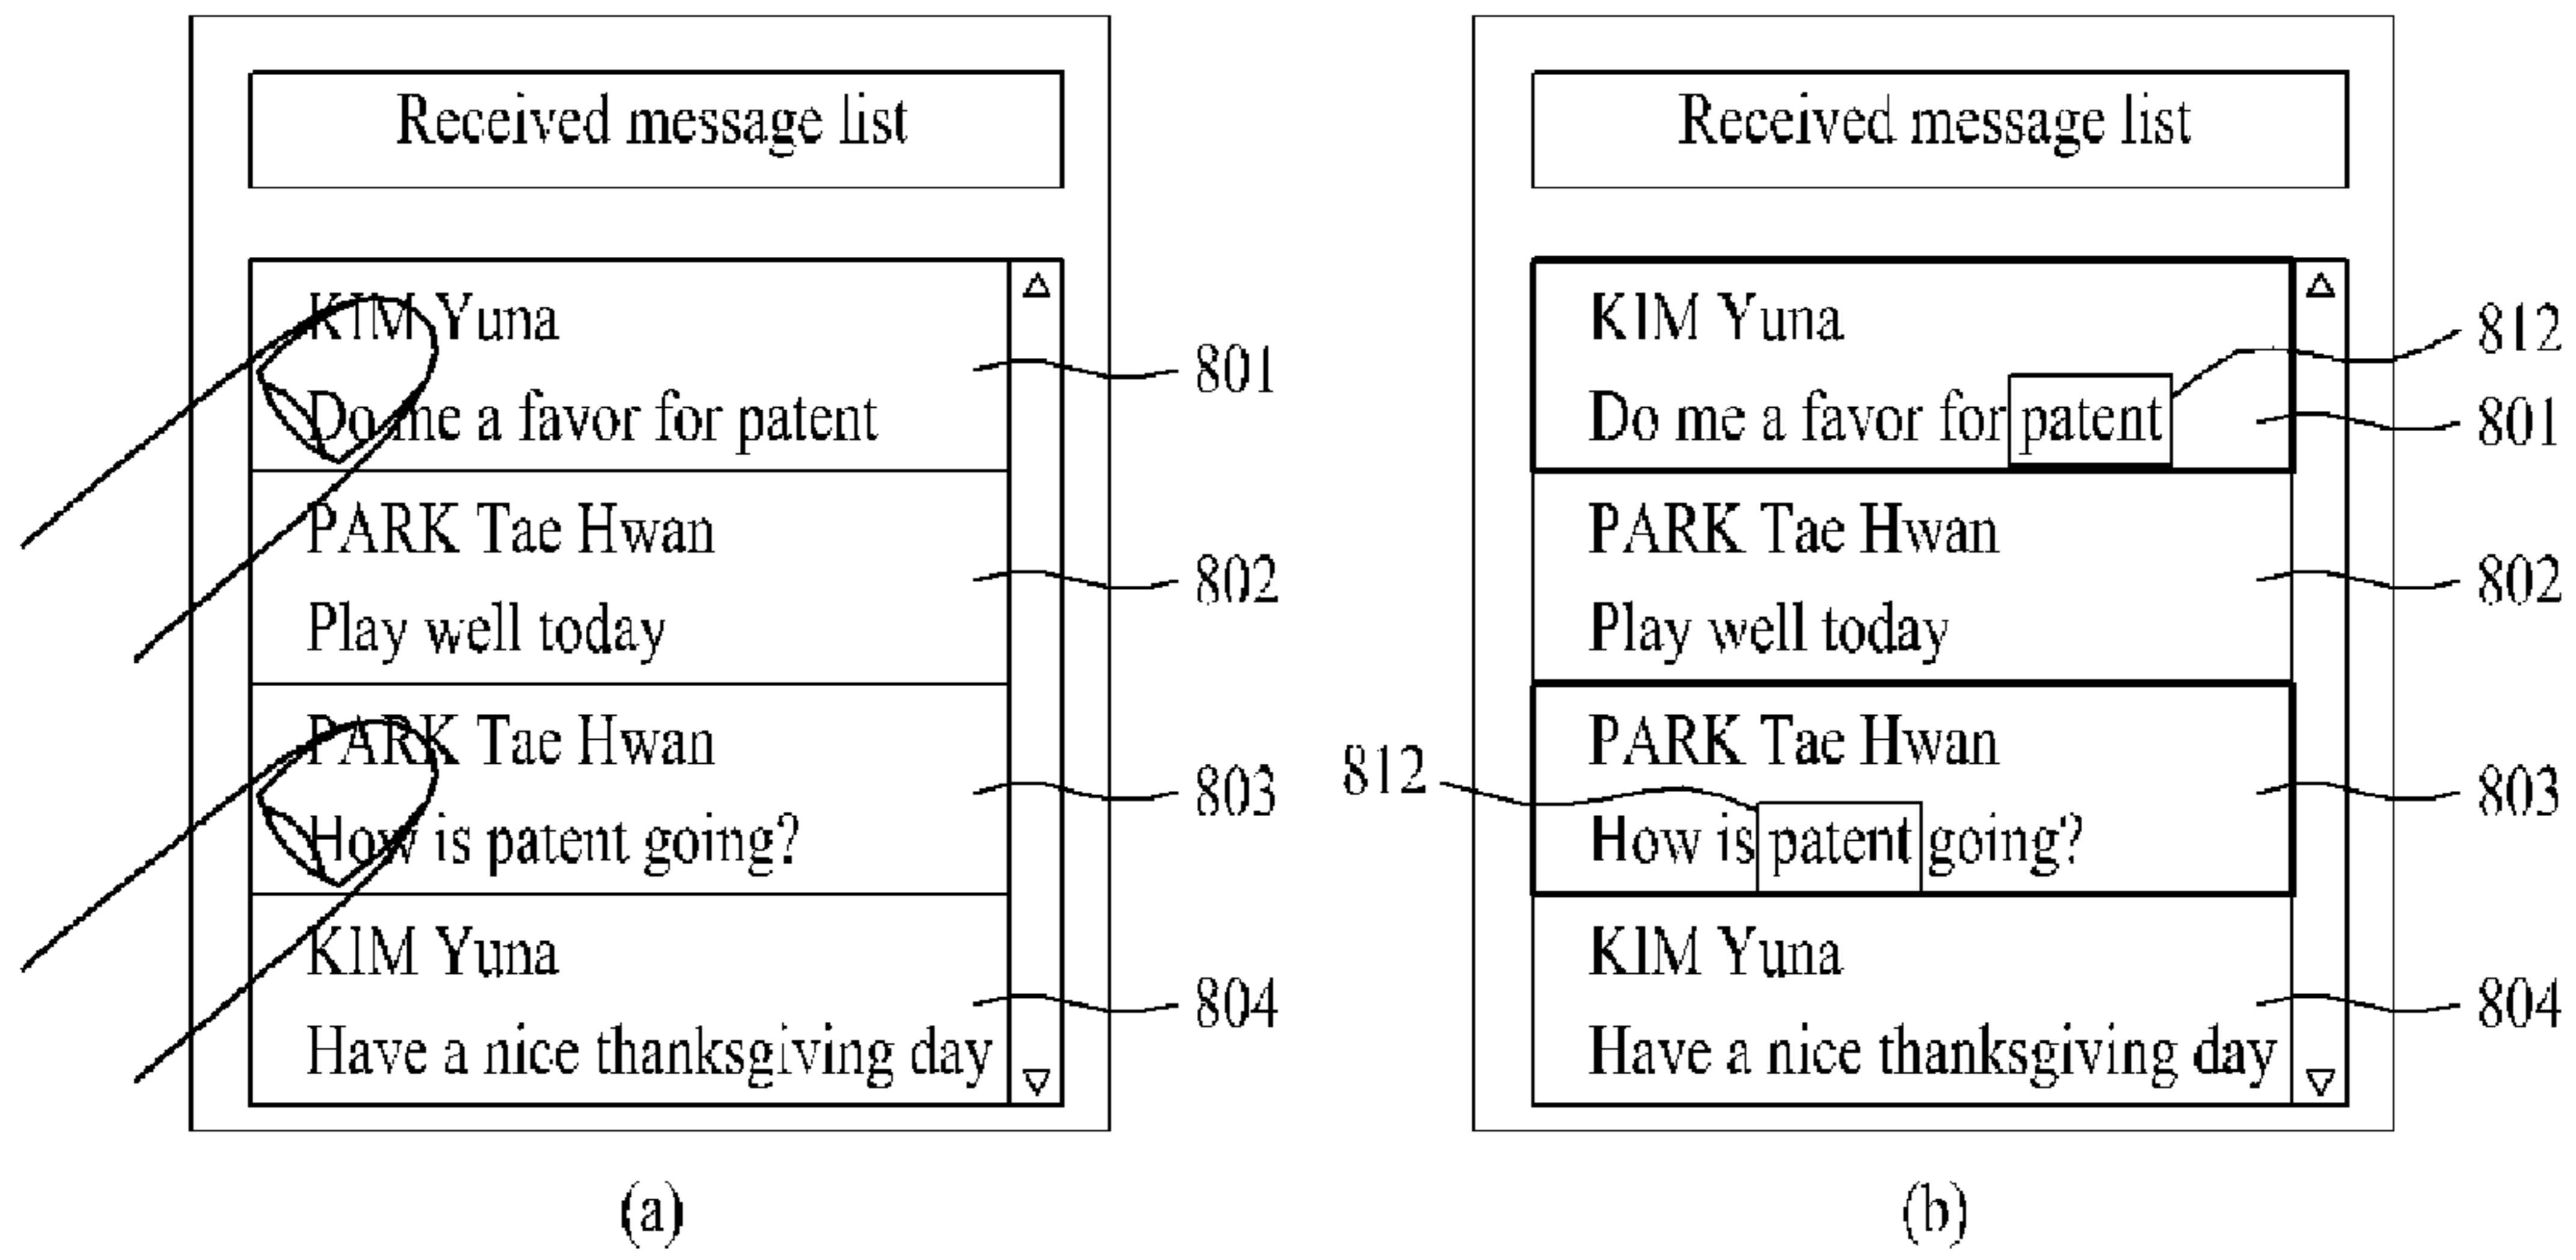 Received message list
KIM Yuna
Do me a favor for patent
801
PARK Tae Hwan
Play well today
802
PARK Tae Hwan
How is patent going?
803
KIM Yuna
Have a nice thanksgiving day
804
(a)
Received message list
KIM Yuna
812
Do me a favor for patent
801
PARK Tae Hwan
Play well today
802
PARK Tae Hwan
812
803
How is patent going?
KIM Yuna
Have a nice thanksgiving day
804
(b)